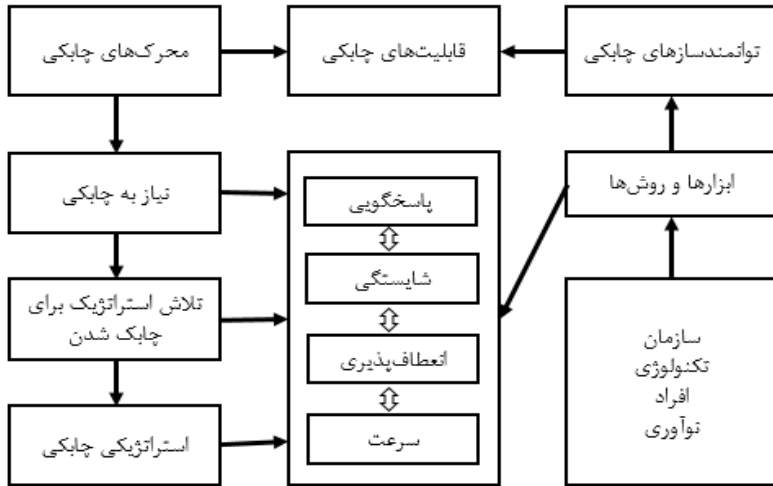 محرک‌های چابکی
قابلیت‌های چابکی
توانمندسازهای چابکی
نیاز به چابکی
پاسخگویی
ابزارها و روش‌ها
شایستگی
تلاش استراتژیک برای
چابک شدن
انعطاف‌پذیری
سازمان
تکنولوژی
افراد
نوآوری
استراتژیکی چابکی
سرعت